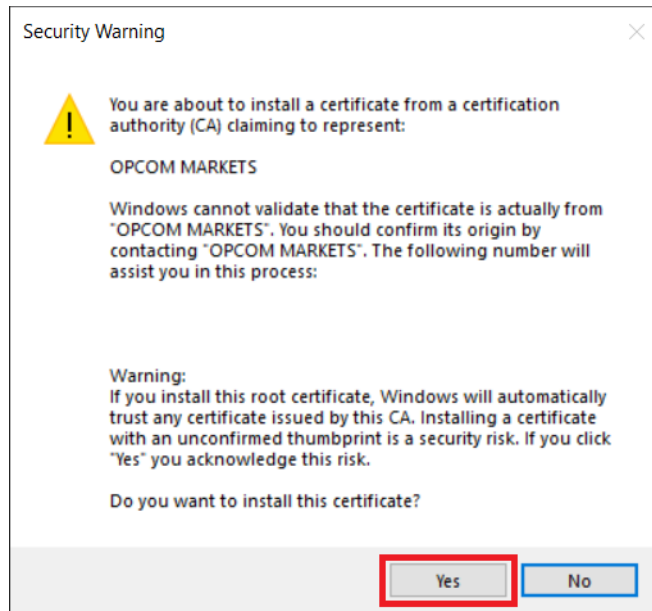 Security Warning
You are about to install a certificate from a certification
authority (CA) claiming to represent:
OPCOM MARKETS
Windows cannot validate that the certificate is actually from
"OPCOM MARKETS". You should confirm its origin by
contacting "OPCOM MARKETS". The following number will
assist you in this process:
Warning:
If you install this root certificate, Windows will automatically
trust any certificate issued by this CA. Installing a certificate
with an unconfirmed thumbprint is a security risk. If you click
"Yes" you acknowledge this risk.
Do you want to install this certificate?
Yes
No